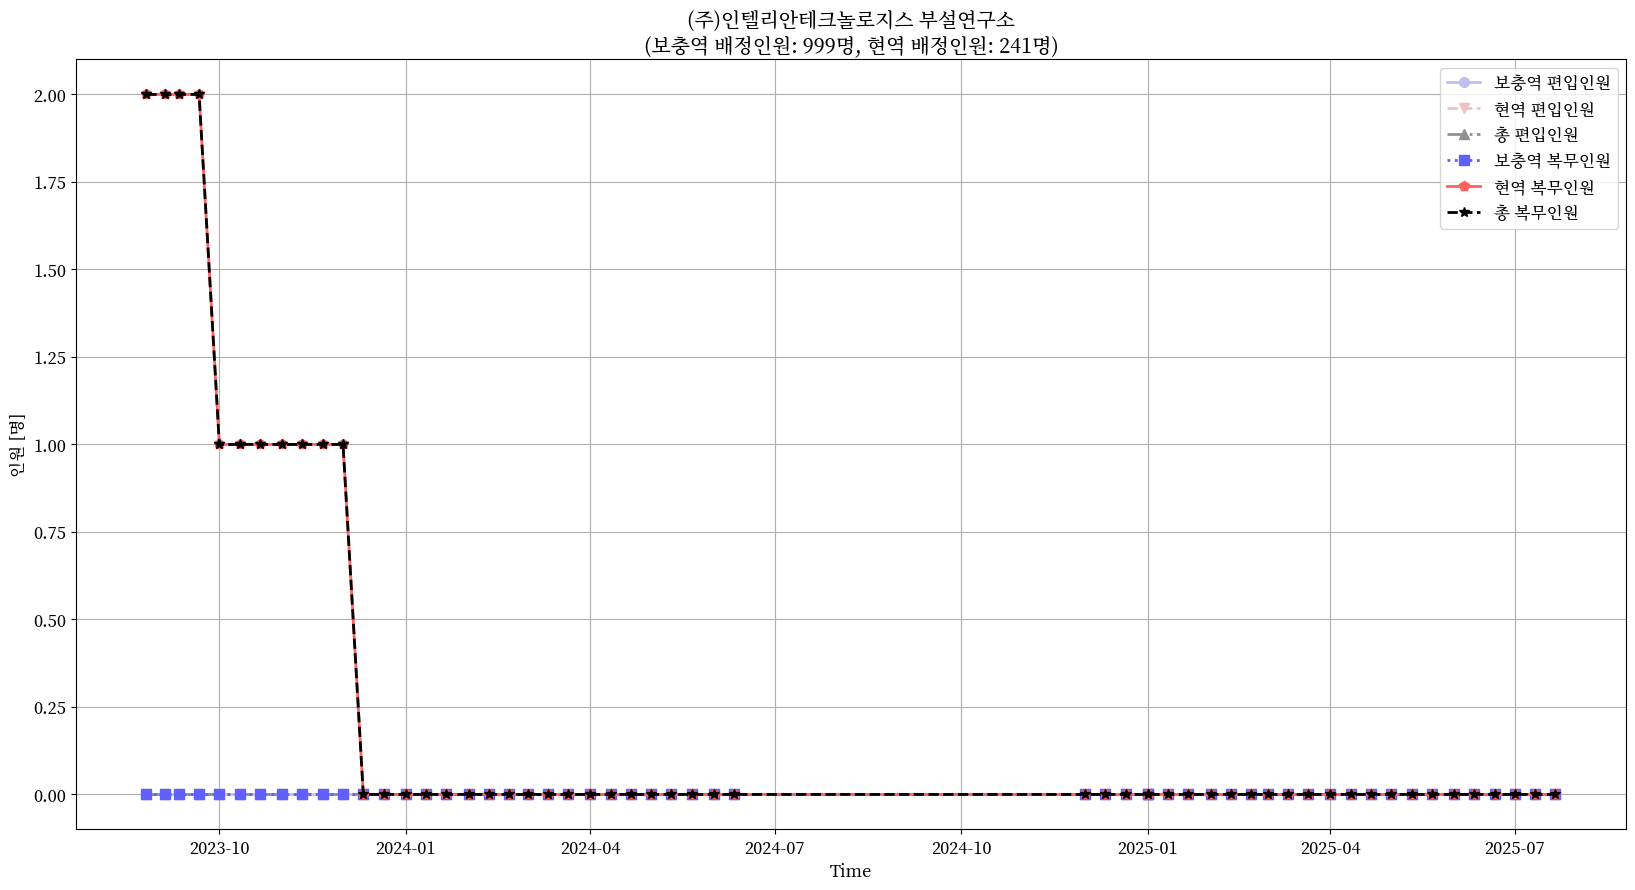 (주)인텔리안테크놀로지스 부설연구소
(보충역 배정인원: 999명, 현역 배정인원: 241명)
보충역 편입인원
현역 편입인원
총 편입인원
보충역 복무인원
현역 복무인원
총 복무인원
인원 [명]
2.00
1.75
1.50
1.25
1.00
0.75
0.50
0.25
0.00
2023-10
2024-01
2024-04
2024-07
2024-10
2025-01
2025-04
2025-07
Time